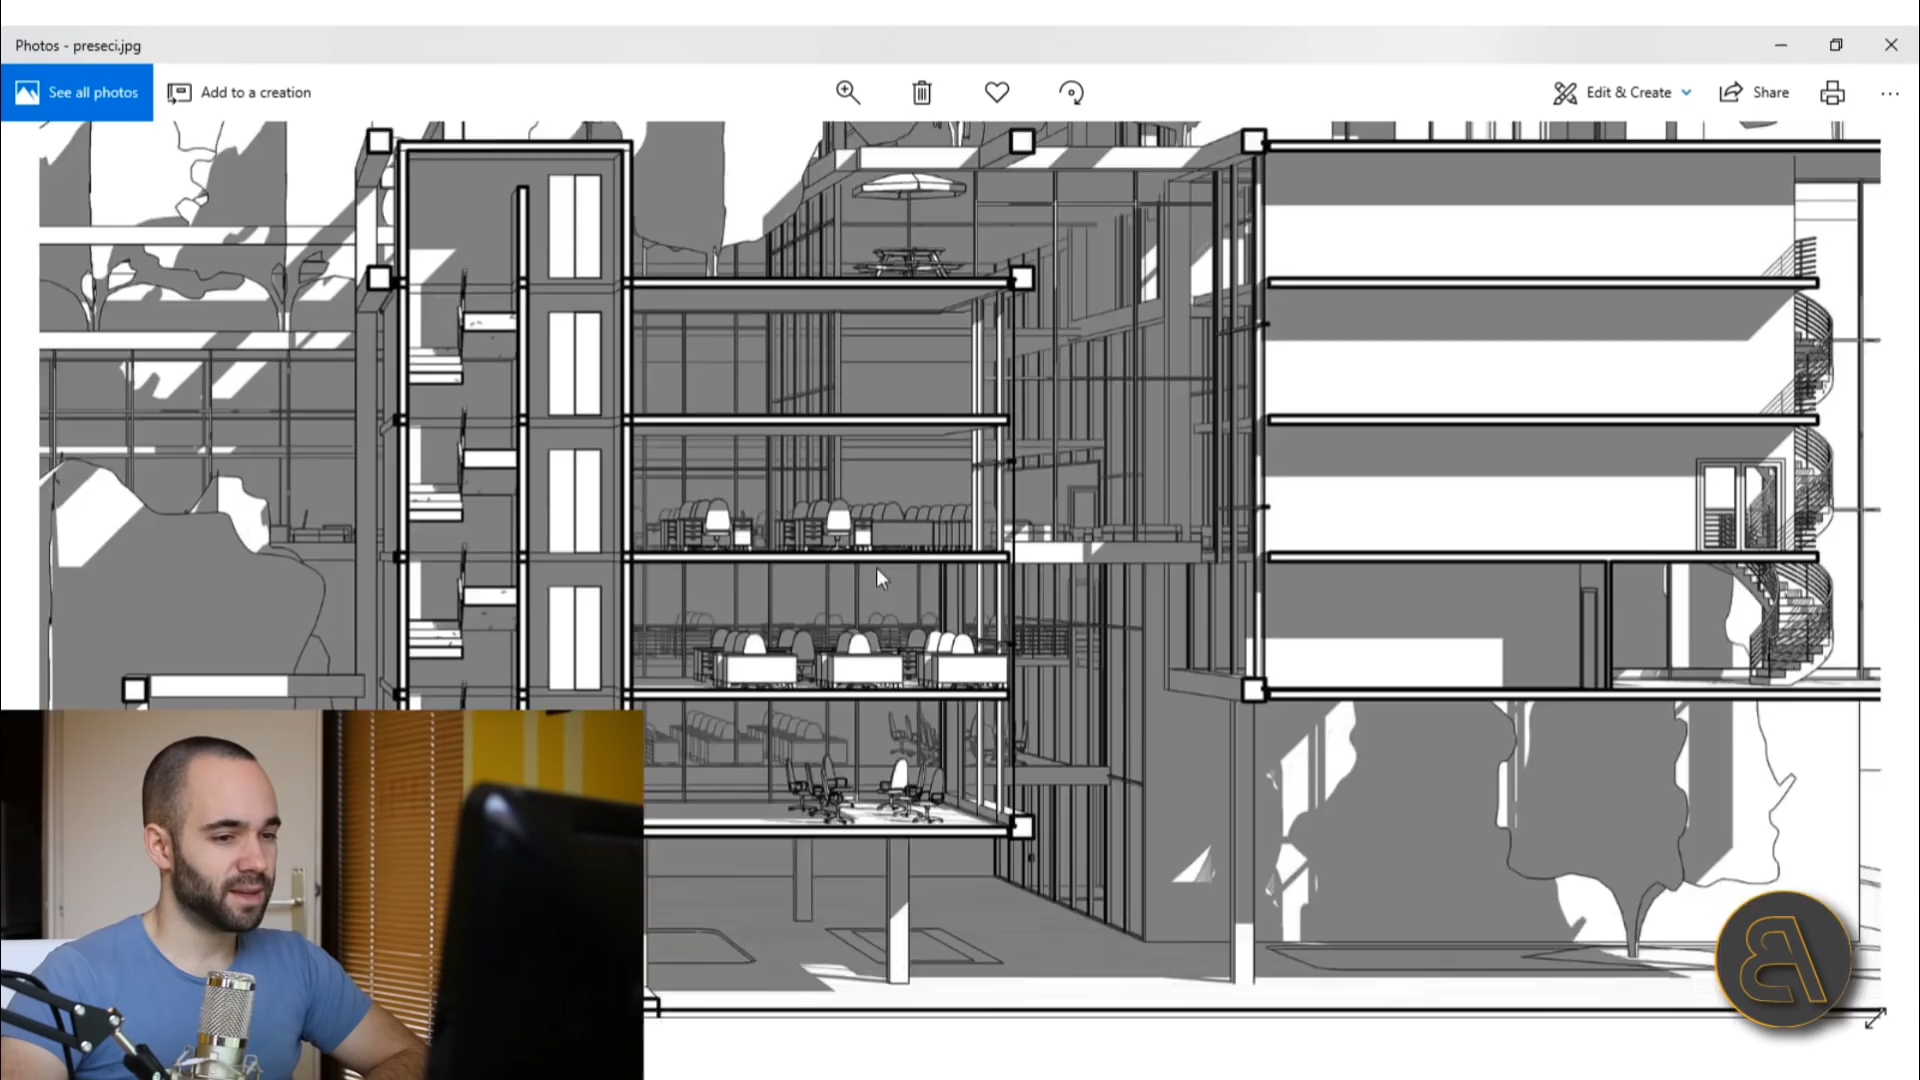 Photos - preseci.jpg
See all photos
Add to a creation
Edit & Create
Share